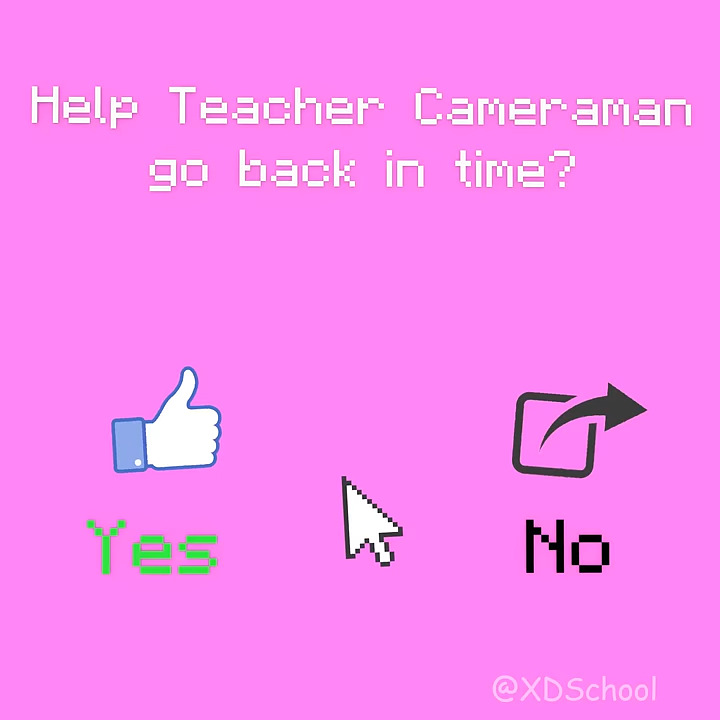 Help Teacher Cameraman
go back in time?
Yes
No
@XDSchool